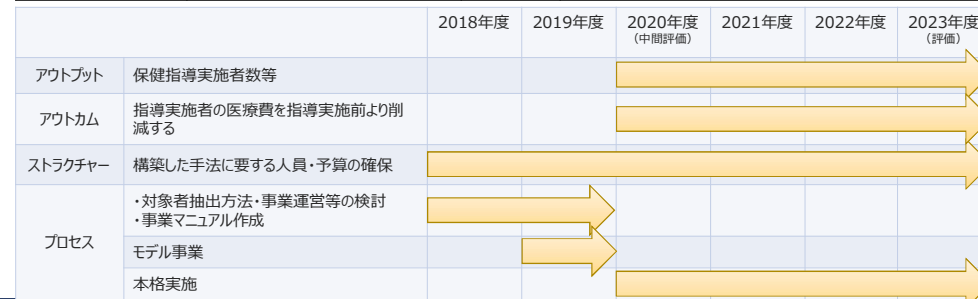 2018年度 2019年度 2020年度 2021年度 2022年度 2023年度
(中間評価) (評価)
アウトプット 保健指導実施者数等
アウトカム 指導実施者の医療費を指導実施前より削
減する
ストラクチャー 構築した手法に要する人員・予算の確保
プロセス
・対象者抽出方法・事業運営等の検討
・事業マニュアル作成
モデル事業
本格実施